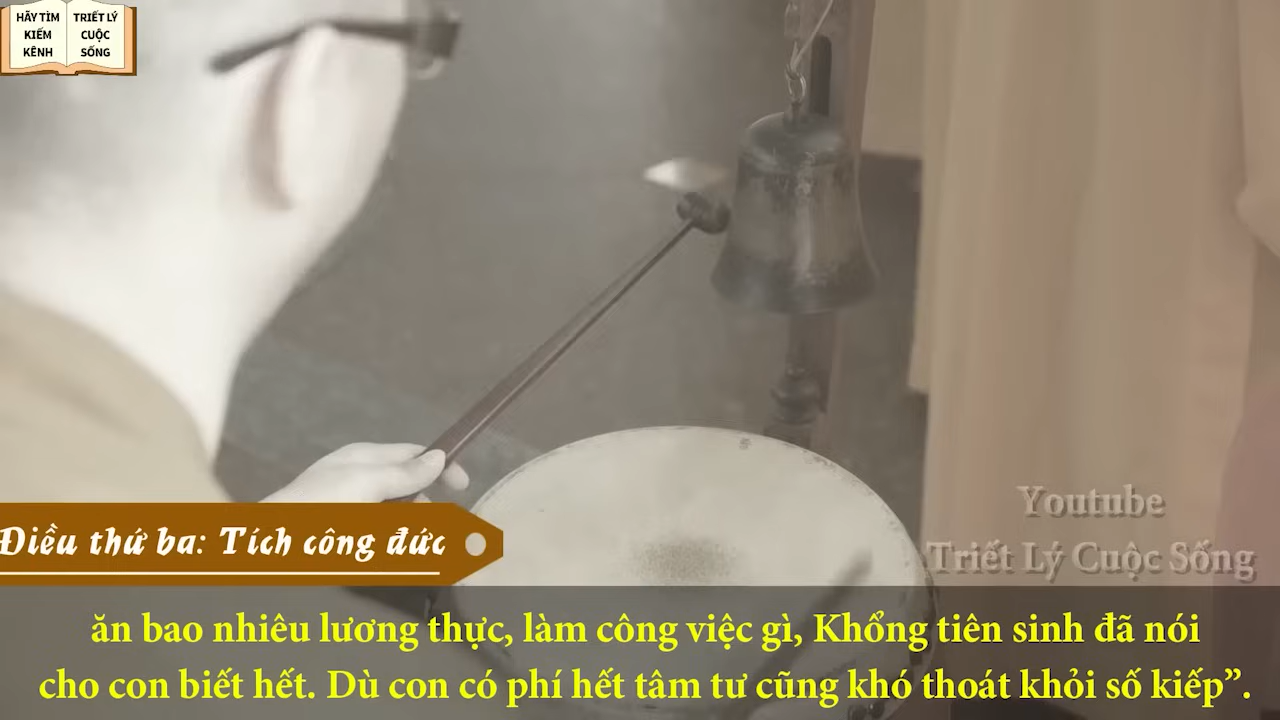 HÃY TÌM
KIẾM
KÊNH
TRIẾT LÝ
CUỘC
SỐNG
Youtube
Triết Lý Cuộc Sống
Điều thứ ba: Tích công đức
ăn bao nhiêu lương thực, làm công việc gì, Khổng tiên sinh đã nói
cho con biết hết. Dù con có phí hết tâm tư cũng khó thoát khỏi số kiếp”.